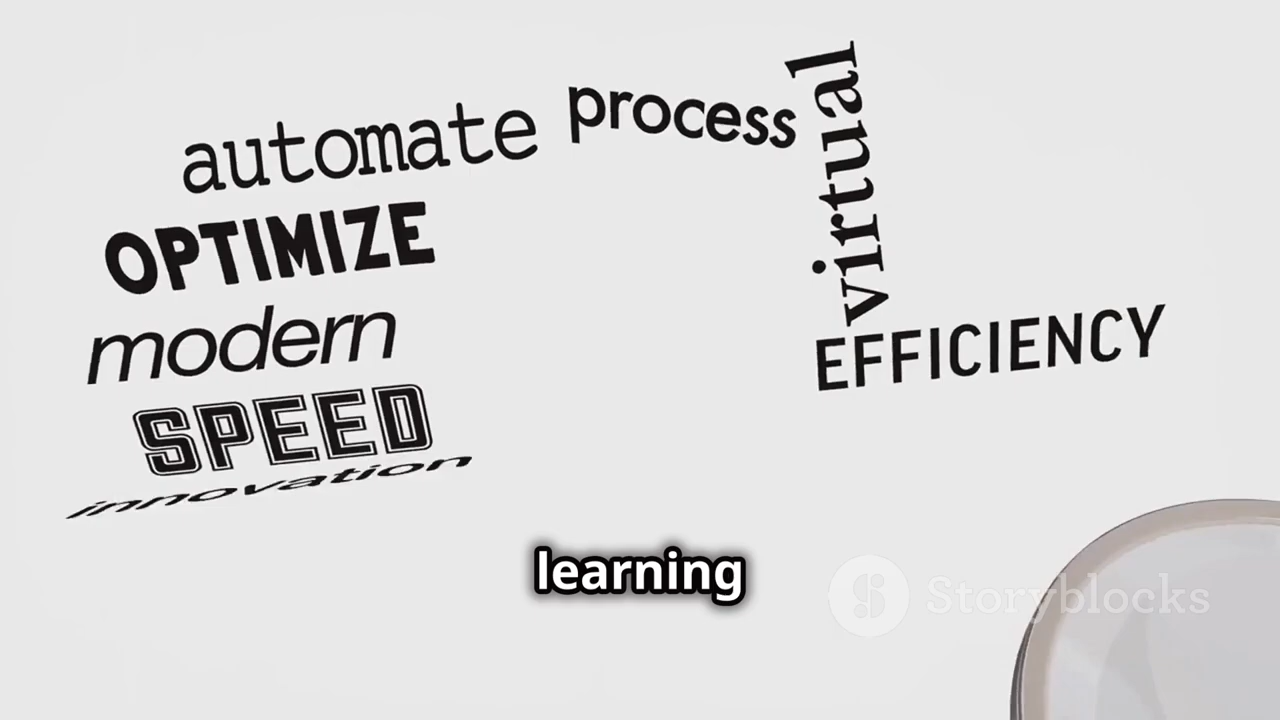 automate process
virtual
OPTIMIZE
modern
EFFICIENCY
SPEED
innovation
learning
Storyblocks